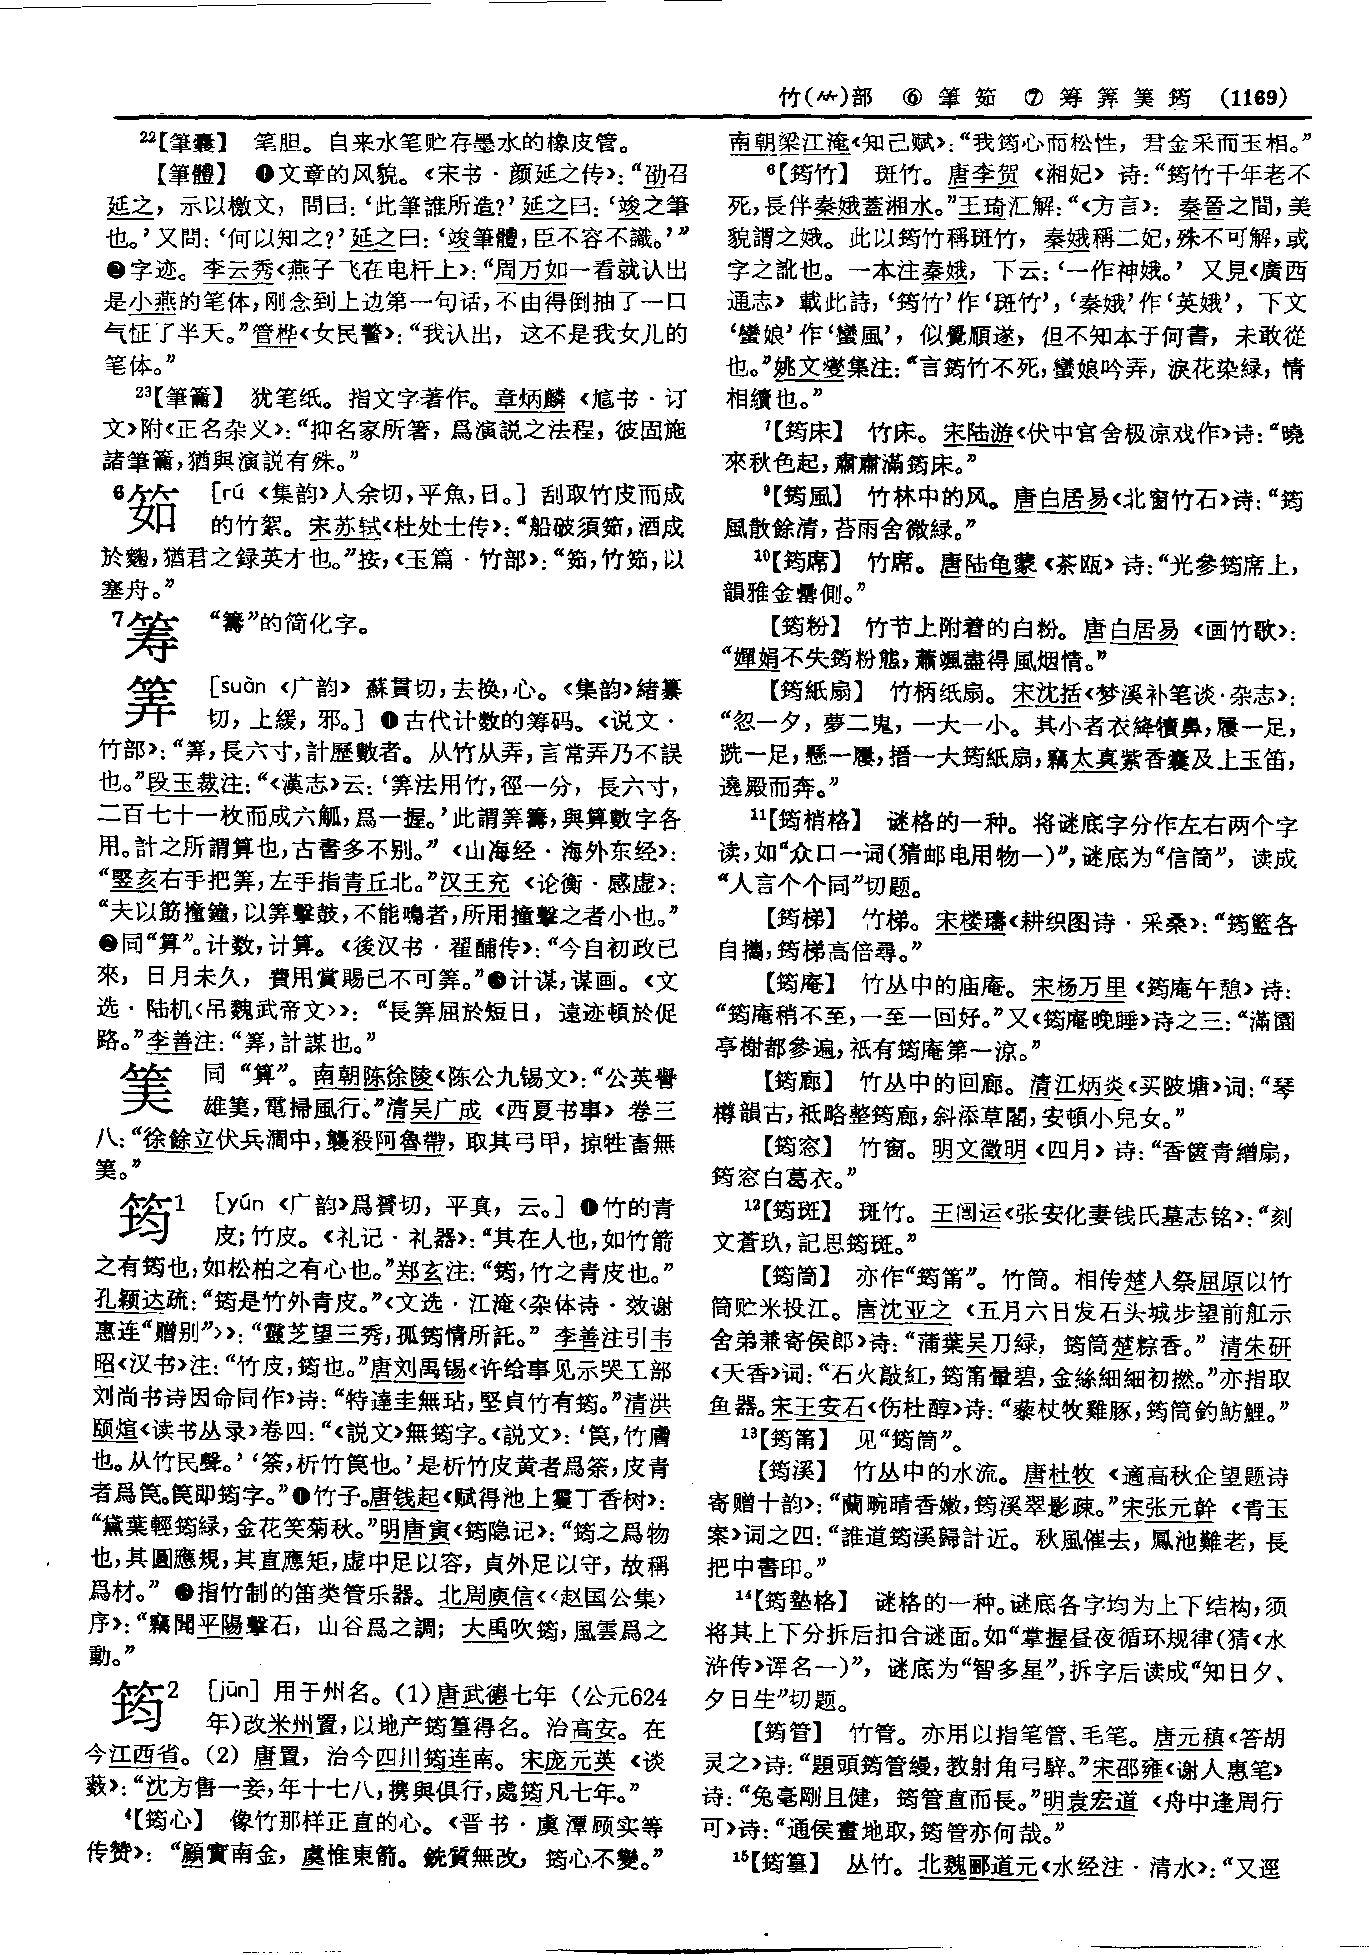 竹(⺮)部 ⑥ 筆 筎 ⑦ 筹 筭 筻 筠 (1169)
22【筆囊】 笔胆。自来水笔贮存墨水的橡皮管。
【筆體】 ❶文章的风貌。《宋书·颜延之传》：“劭召
延之，示以檄文，問曰：‘此筆誰所造？’延之曰：‘竣之筆
也。’又問：‘何以知之？’延之曰：‘竣筆體，臣不容不識。’”
❷字迹。李云秀《燕子飞在电杆上》：“周万如一看就认出
是小燕的笔体，刚念到上边第一句话，不由得倒抽了一口
气怔了半天。”管桦《女民警》：“我认出，这不是我女儿的
笔体。”
23【筆籥】 犹笔纸。指文字著作。章炳麟《訄书·订
文》附《正名杂义》：“抑名家所箸，爲演説之法程，彼固施
諸筆籥，猶與演説有殊。”
6筎 [rú 《集韵》人余切，平魚，日。] 刮取竹皮而成
的竹絮。宋苏轼《杜处士传》：“船破須筎，酒成
於麴，猶君之録英才也。”按，《玉篇·竹部》：“筎，竹筎，以
塞舟。”
7筹 “籌”的简化字。
筭 [suàn 《广韵》蘇貫切，去换，心。《集韵》緒纂
切，上緩，邪。] ❶古代计数的筹码。《说文·
竹部》：“筭，長六寸，計歷數者。从竹从弄，言常弄乃不誤
也。”段玉裁注：“《漢志》云：‘筭法用竹，徑一分，長六寸，
二百七十一枚而成六觚，爲一握。’此謂筭籌，與算數字各
用。計之所謂算也，古書多不别。”《山海经·海外东经》：
“竪亥右手把筭，左手指青丘北。”汉王充《论衡·感虚》：
“夫以筯撞鐘，以筭擊鼓，不能鳴者，所用撞擊之者小也。”
❷同“算”。计数，计算。《後汉书·翟酺传》：“今自初政已
來，日月未久，費用賞賜已不可筭。”❸计谋，谋画。《文
选·陆机〈吊魏武帝文〉》：“長筭屈於短日，遠迹頓於促
路。”李善注：“筭，計謀也。”
同“算”。南朝陈徐陵《陈公九锡文》：“公英謩
雄筭，電掃風行。”清吴广成《西夏书事》卷三
八：“徐餘立伏兵澗中，襲殺阿魯帶，取其弓甲，掠牲畜無
筭。”
筠1 [yún 《广韵》爲贇切，平真，云。] ❶竹的青
皮；竹皮。《礼记·礼器》：“其在人也，如竹箭
之有筠也，如松柏之有心也。”郑玄注：“筠，竹之青皮也。”
孔颖达疏：“筠是竹外青皮。”《文选·江淹〈杂体诗·效谢
惠连“赠别”〉》：“靈芝望三秀，孤筠情所託。”李善注引韦
昭《汉书》注：“竹皮，筠也。”唐刘禹锡《许给事见示哭工部
刘尚书诗因命同作》诗：“特達圭無玷，堅貞竹有筠。”清洪
颐煊《读书丛录》卷四：“《説文》無筠字。《説文》：‘笢，竹膚
也。从竹民聲。’‘筡，析竹笢也。’是析竹皮黄者爲筡，皮青
者爲笢。笢即筠字。”❶竹子。唐钱起《赋得池上双丁香树》：
“黛葉輕筠緑，金花笑菊秋。”明唐寅《筠隐记》：“筠之爲物
也，其圓應規，其直應矩，虚中足以容，貞外足以守，故稱
爲材。”❸指竹制的笛类管乐器。北周庾信《〈赵国公集〉
序》：“竊聞平陽擊石，山谷爲之調；大禹吹筠，風雲爲之
動。”
筠2 [jūn] 用于州名。(1)唐武德七年（公元624
年)改米州置，以地产筠篁得名。治高安。在
今江西省。(2) 唐置，治今四川筠连南。宋庞元英《谈
薮》：“沈方售一妾，年十七八，携與俱行，處筠凡七年。”
4【筠心】 像竹那样正直的心。《晋书·虞潭顾实等
传赞》：“顧實南金，虞惟東箭。銑質無改，筠心不變。”
南朝梁江淹《知己赋》：“我筠心而松性，君金采而玉相。”
6【筠竹】 斑竹。唐李贺《湘妃》诗：“筠竹千年老不
死，長伴秦娥蓋湘水。”王琦汇解：“《方言》：秦晉之間，美
貌謂之娥。此以筠竹稱斑竹，秦娥稱二妃，殊不可解，或
字之訛也。一本注秦娥，下云：‘一作神娥。’又見《廣西
通志》載此詩，‘筠竹’作‘斑竹’，‘秦娥’作‘英娥’，下文
‘蠻娘’作‘蠻風’，似覺順遂，但不知本于何書，未敢從
也。”姚文燮集注：“言筠竹不死，蠻娘吟弄，淚花染緑，情
相續也。”
7【筠床】 竹床。宋陆游《伏中官舍极凉戏作》诗：“曉
來秋色起，肅肅滿筠床。”
9【筠風】 竹林中的风。唐白居易《北窗竹石》诗：“筠
風散餘清，苔雨含微緑。”
10【筠席】 竹席。唐陆龟蒙《茶瓯》诗：“光參筠席上，
韻雅金罍側。”
【筠粉】 竹节上附着的白粉。唐白居易《画竹歌》：
“嬋娟不失筠粉態，蕭颯盡得風烟情。”
【筠紙扇】 竹柄纸扇。宋沈括《梦溪补笔谈·杂志》：
“忽一夕，夢二鬼，一大一小。其小者衣絳犢鼻，屨一足，
跣一足，懸一屨，搢一大筠紙扇，竊太真紫香囊及上玉笛，
遶殿而奔。”
11【筠梢格】 谜格的一种。将谜底字分作左右两个字
读，如“众口一词(猜邮电用物一)”，谜底为“信筒”，读成
“人言个个同”切题。
【筠梯】 竹梯。宋楼璹《耕织图诗·采桑》：“筠籃各
自攜，筠梯高倍尋。”
【筠庵】 竹丛中的庙庵。宋杨万里《筠庵午憩》诗：
“筠庵稍不至，一至一回好。”又《筠庵晚睡》诗之三：“滿園
亭榭都參遍，衹有筠庵第一涼。”
【筠廊】 竹丛中的回廊。清江炳炎《买陂塘》词：“琴
樽韻古，衹略整筠廊，斜添草閣，安頓小兒女。”
【筠窓】 竹窗。明文徵明《四月》诗：“香篋青繒扇，
筠窓白葛衣。”
12【筠斑】 斑竹。王闿运《张安化妻钱氏墓志铭》：“刻
文蒼玖，記思筠斑。”
【筠筒】 亦作“筠筩”。竹筒。相传楚人祭屈原以竹
筒贮米投江。唐沈亚之《五月六日发石头城步望前舡示
舍弟兼寄侯郎》诗：“蒲葉吴刀緑，筠筒楚粽香。”清朱研
《天香》词：“石火敲紅，筠筩暈碧，金絲細細初撚。”亦指取
鱼器。宋王安石《伤杜醇》诗：“藜杖牧雞豚，筠筒釣魴鯉。”
13【筠筩】 见“筠筒”。
【筠溪】 竹丛中的水流。唐杜牧《適高秋企望题诗
寄赠十韵》：“蘭畹晴香嫩，筠溪翠影疎。”宋张元幹《青玉
案》词之四：“誰道筠溪歸計近。秋風催去，鳳池難老，長
把中書印。”
14【筠墊格】 谜格的一种。谜底各字均为上下结构，须
将其上下分拆后扣合谜面。如“掌握昼夜循环规律(猜《水
浒传》诨名一)”，谜底为“智多星”，拆字后读成“知日夕、
夕日生”切题。
【筠管】 竹管。亦用以指笔管、毛笔。唐元稹《答胡
灵之》诗：“題頭筠管縵，教射角弓騂。”宋邵雍《谢人惠笔》
诗：“兔毫剛且健，筠管直而長。”明袁宏道《舟中逢周行
可》诗：“通侯畫地取，筠管亦何哉。”
15【筠篁】 丛竹。北魏郦道元《水经注·清水》：“又逕